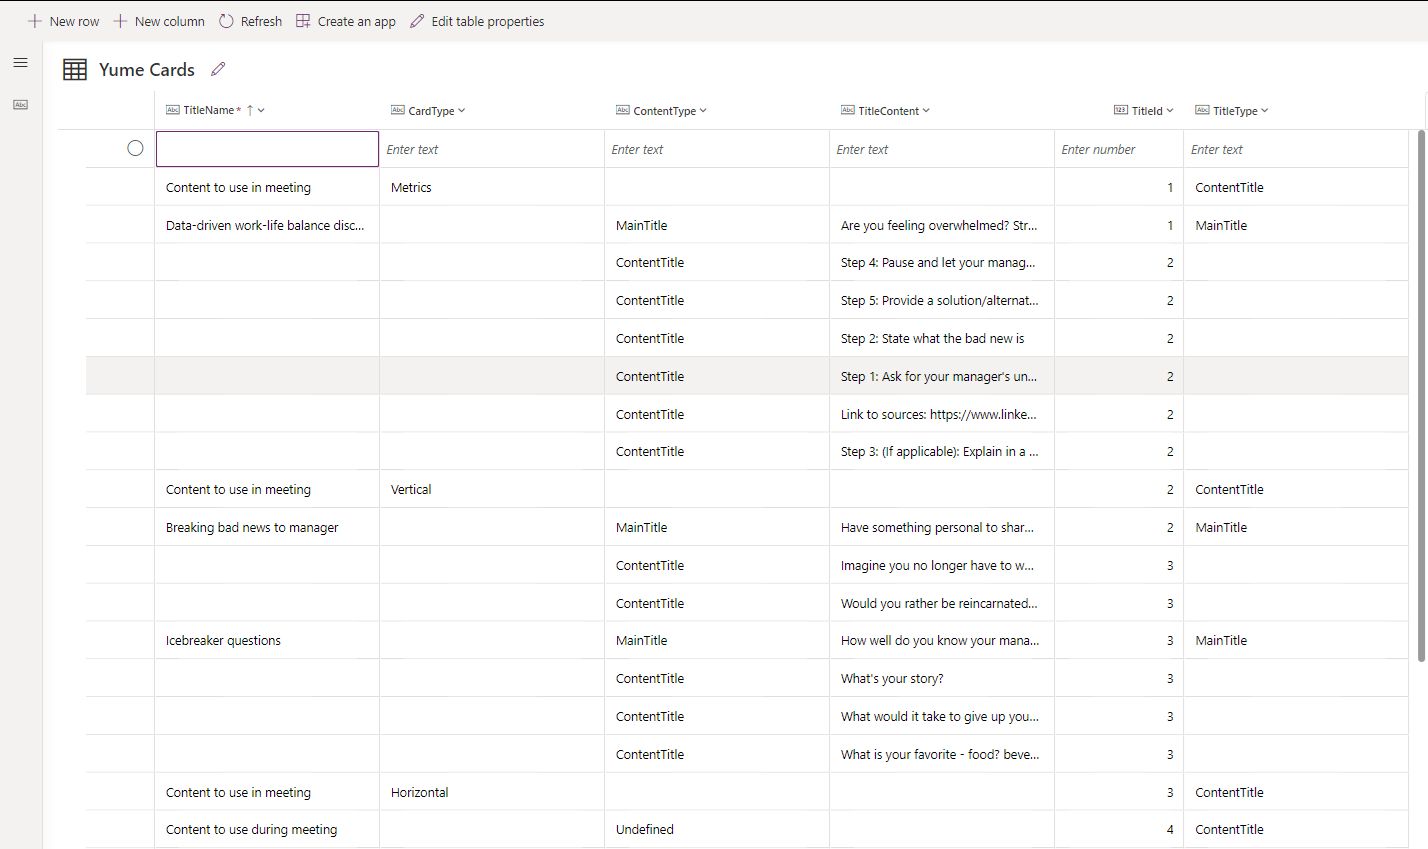 New row New column Refresh Create an app Edit table properties
Yume Cards
Abc
Abc TitleName * Abc CardType Abc ContentType Abc TitleContent 123 TitleId Abc TitleType
Enter text Enter text Enter text Enter number Enter text
Content to use in meeting Metrics 1 ContentTitle
Data-driven work-life balance disc... MainTitle Are you feeling overwhelmed? Str... 1 MainTitle
ContentTitle Step 4: Pause and let your manag... 2
ContentTitle Step 5: Provide a solution/alternat... 2
ContentTitle Step 2: State what the bad new is 2
ContentTitle Step 1: Ask for your manager's un... 2
ContentTitle Link to sources: https://www.linke... 2
ContentTitle Step 3: (If applicable): Explain in a ... 2
Content to use in meeting Vertical 2 ContentTitle
Breaking bad news to manager MainTitle Have something personal to shar... 2 MainTitle
ContentTitle Imagine you no longer have to w... 3
ContentTitle Would you rather be reincarnated... 3
Icebreaker questions MainTitle How well do you know your mana... 3 MainTitle
ContentTitle What's your story? 3
ContentTitle What would it take to give up you... 3
ContentTitle What is your favorite - food? beve... 3
Content to use in meeting Horizontal 3 ContentTitle
Content to use during meeting Undefined 4 ContentTitle